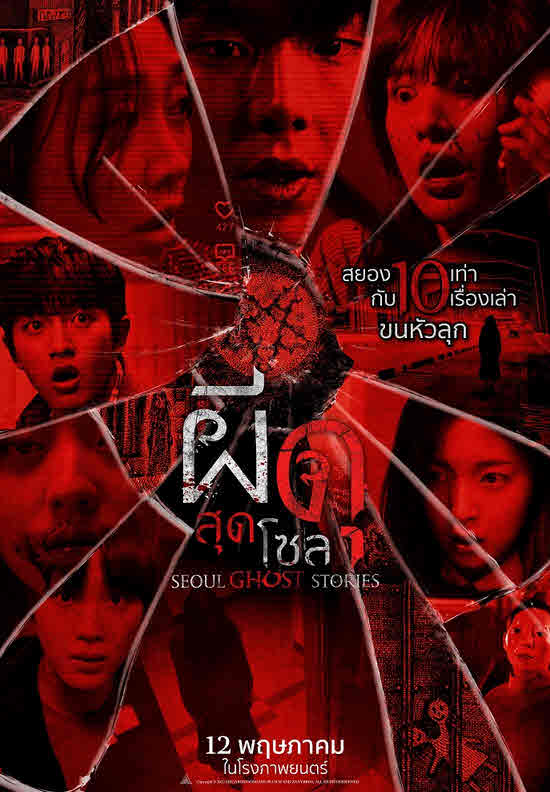 สยอง 10 เท่า
กับ 10 เรื่องเล่า
ขนหัวลุก
ผีดุ
สุดโซล
SEOUL GHOST STORIES
12 พฤษภาคม
ในโรงภาพยนตร์